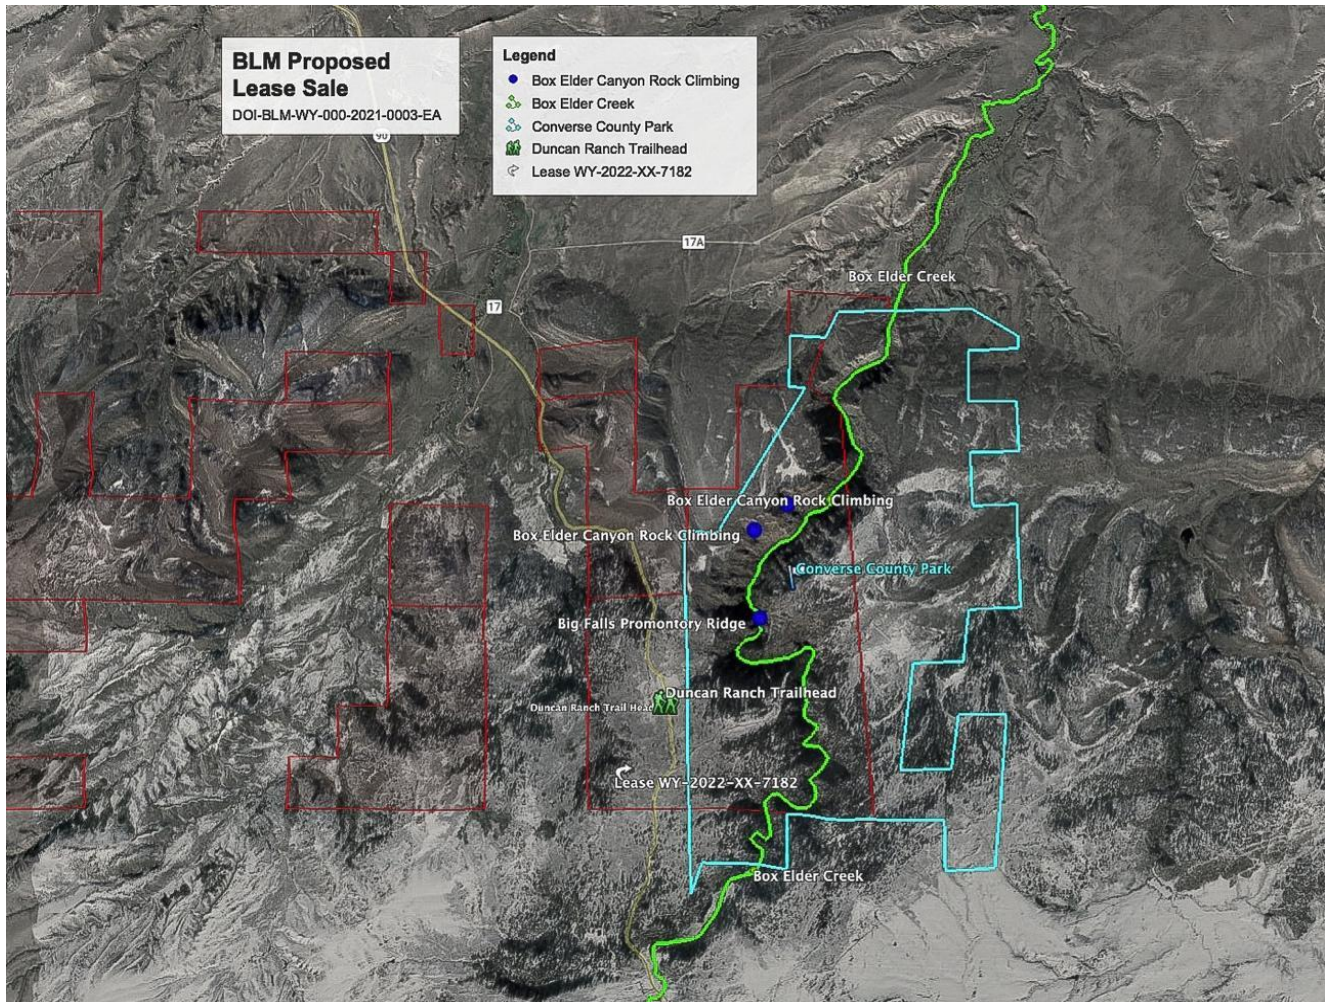 BLM Proposed
Lease Sale
DOI-BLM-WY-000-2021-0003-EA
Legend
Box Elder Canyon Rock Climbing
Box Elder Creek
Converse County Park
Duncan Ranch Trailhead
Lease WY-2022-XX-7182
90
17A
17
Box Elder Creek
Box Elder Canyon Rock Climbing
Box Elder Canyon Rock Climbing
Converse County Park
Big Falls Promontory Ridge
Duncan Ranch Trailhead
Duncan Ranch Trail Head
Lease WY-2022-XX-7182
Box Elder Creek